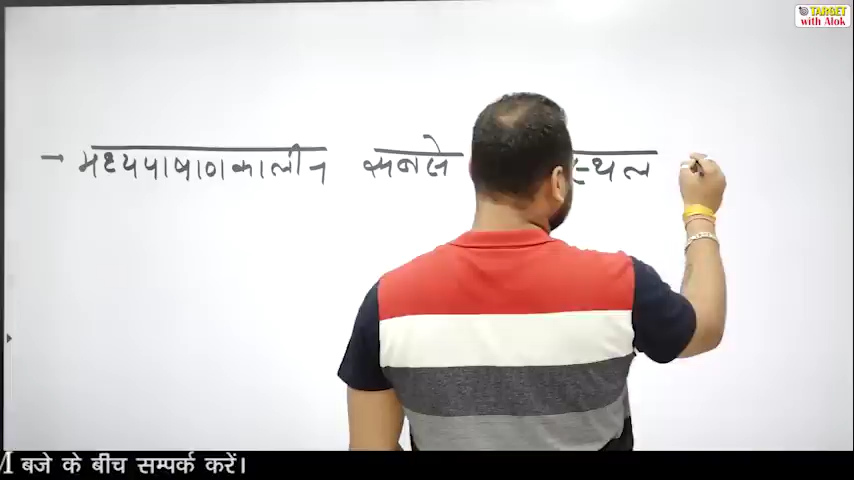 TARGET
with Alok
→ मध्यपाषाणकालीन सबसे स्थल
M बजे के बीच सम्पर्क करें।